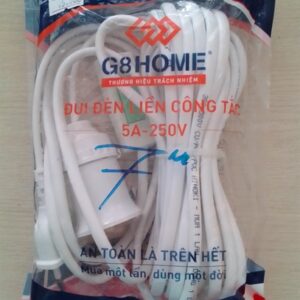 G8HOME
THƯƠNG HIỆU TRÁCH NHIỆM
ĐUI ĐÈN LIỀN CÔNG TẮC
5A-250V
7m
AN TOÀN LÀ TRÊN HẾT
Mua một lần, dùng một đời